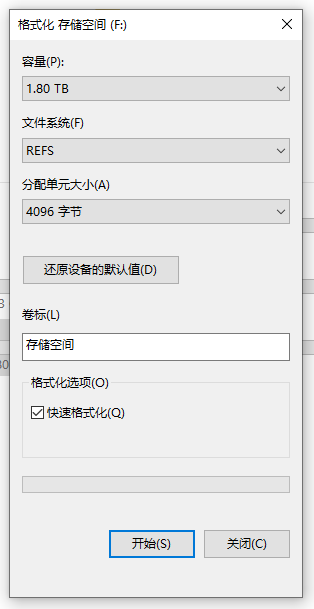 格式化 存储空间 (F:)
容量(P):
1.80 TB
文件系统(F)
REFS
分配单元大小(A)
4096 字节
还原设备的默认值(D)
卷标(L)
存储空间
格式化选项(O)
快速格式化(Q)
开始(S)
关闭(C)